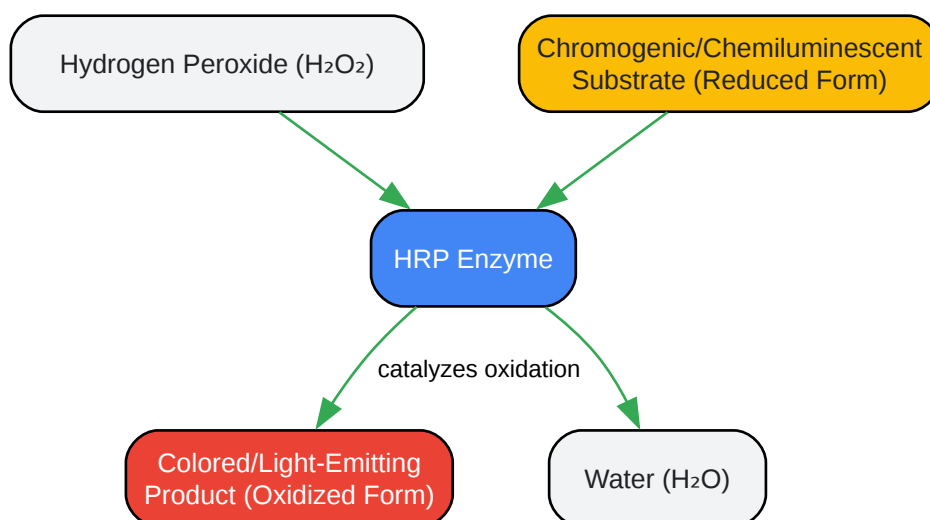 Hydrogen Peroxide (H₂O₂)
Chromogenic/Chemiluminescent
Substrate (Reduced Form)
HRP Enzyme
catalyzes oxidation
Colored/Light-Emitting
Product (Oxidized Form)
Water (H₂O)